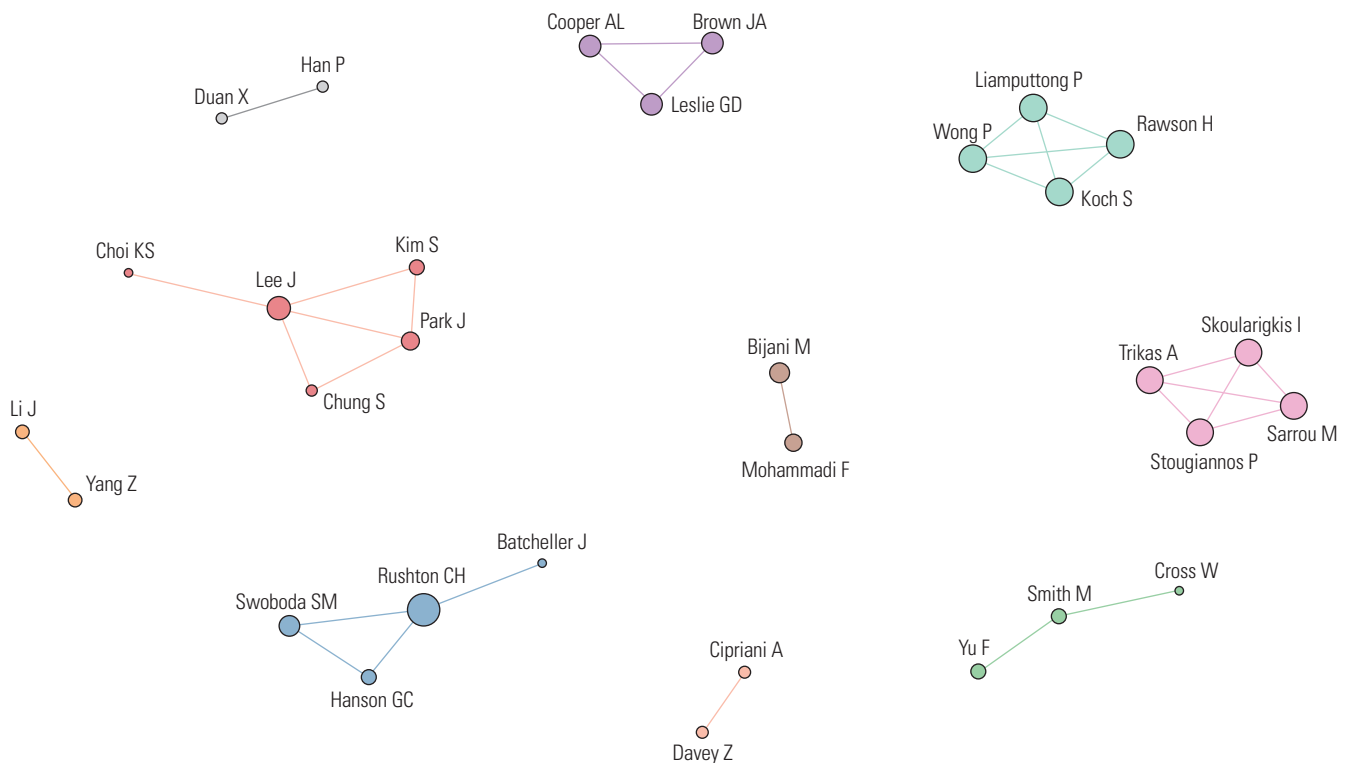 Cooper AL
Brown JA
Leslie GD
Han P
Duan X
Liamputtong P
Rawson H
Wong P
Koch S
Choi KS
Kim S
Lee J
Park J
Chung S
Bijani M
Mohammadi F
Skoularigkis I
Trikas A
Sarrou M
Stougiannos P
Li J
Yang Z
Batcheller J
Rushton CH
Swoboda SM
Hanson GC
Cipriani A
Davey Z
Cross W
Smith M
Yu F